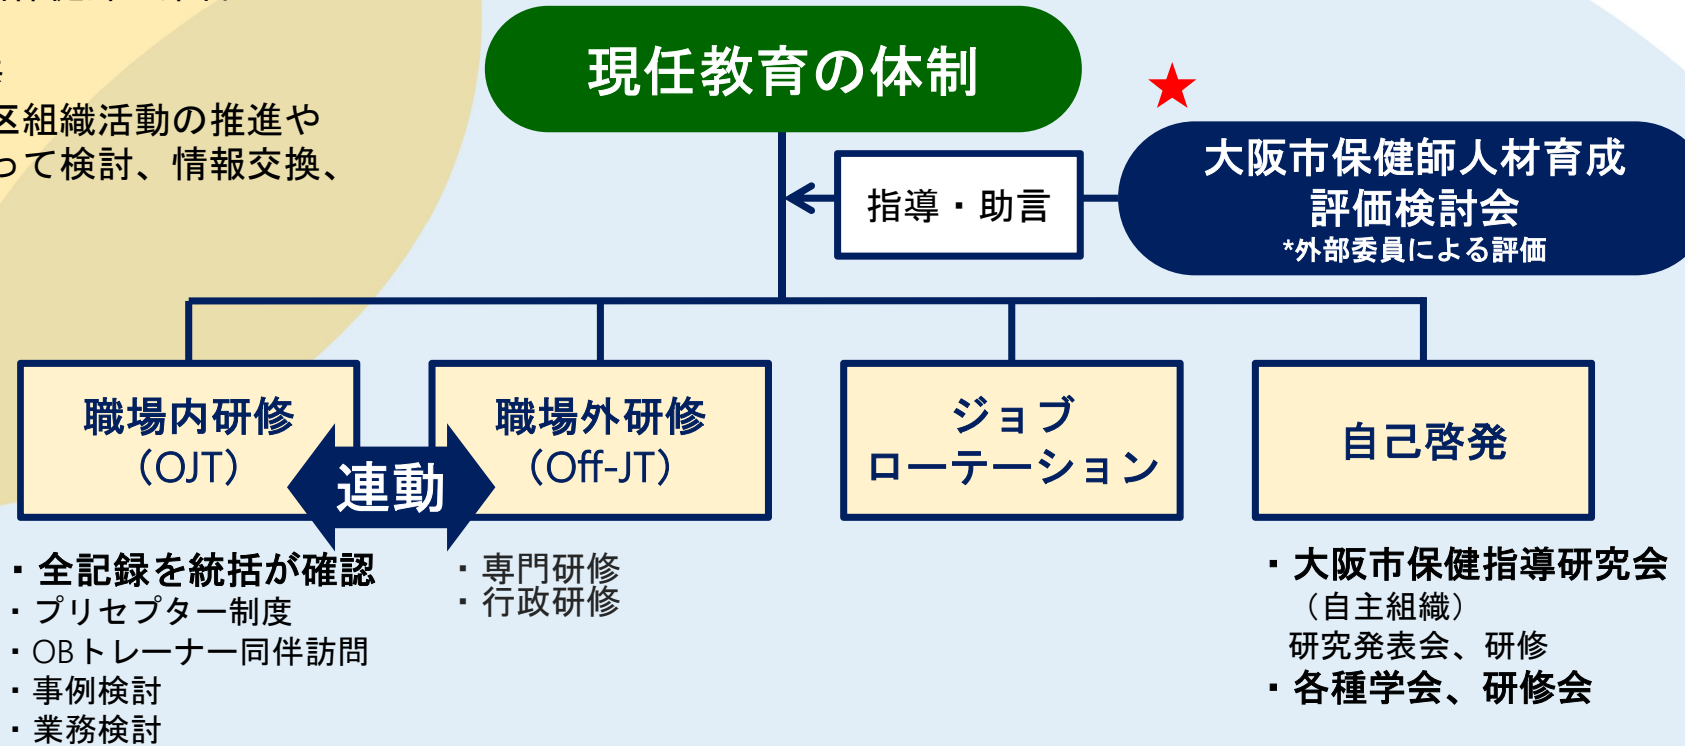 区組織活動の推進や
って検討、情報交換、
現任教育の体制
★
大阪市保健師人材育成
評価検討会
*外部委員による評価
指導・助言
職場内研修
（OJT）
連動
職場外研修
（Off-JT）
ジョブ
ローテーション
自己啓発
・全記録を統括が確認
・プリセプター制度
・OBトレーナー同伴訪問
・事例検討
・業務検討
・専門研修
・行政研修
・大阪市保健指導研究会
（自主組織）
研究発表会、研修
・各種学会、研修会